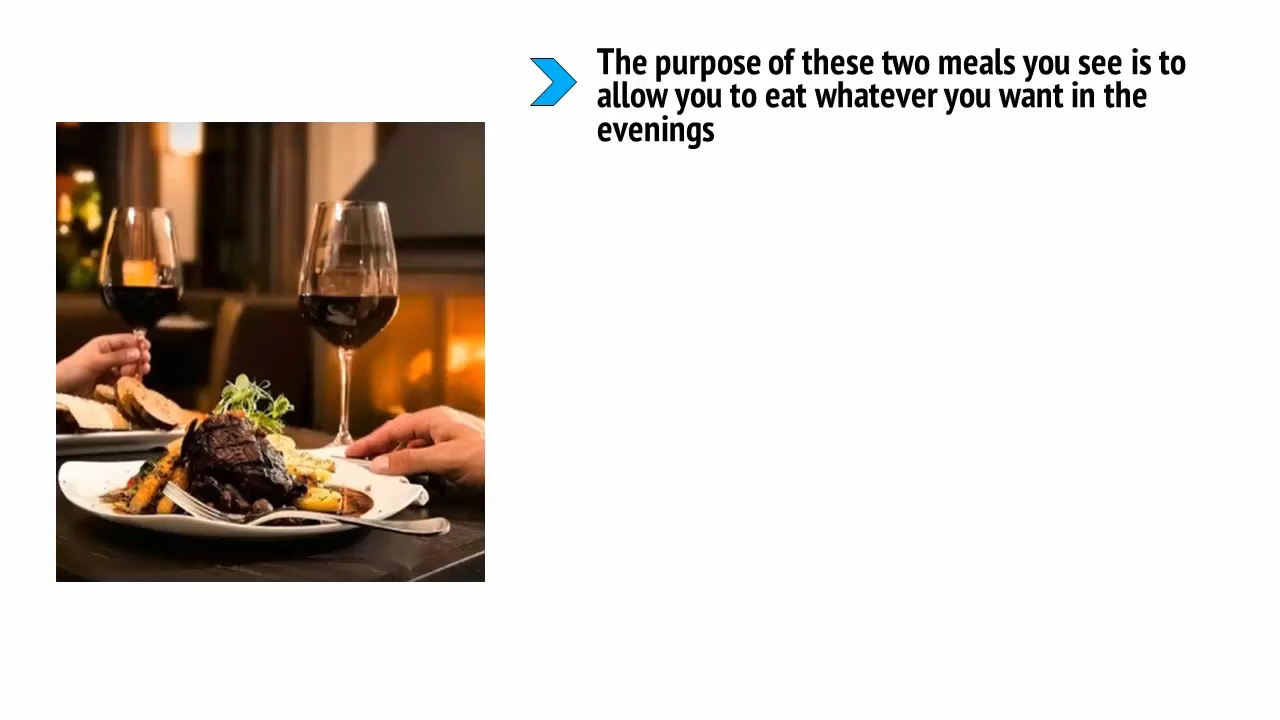 The purpose of these two meals you see is to
allow you to eat whatever you want in the
evenings